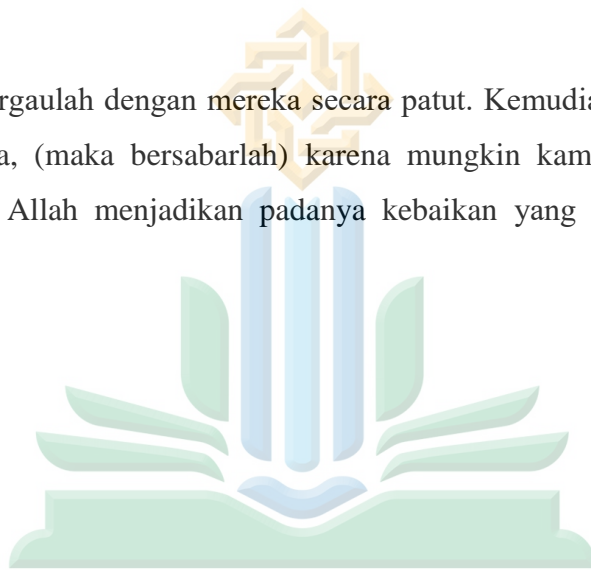 rgaulah dengan mereka secara patut. Kemudia
a, (maka bersabarlah) karena mungkin kam
Allah menjadikan padanya kebaikan yang